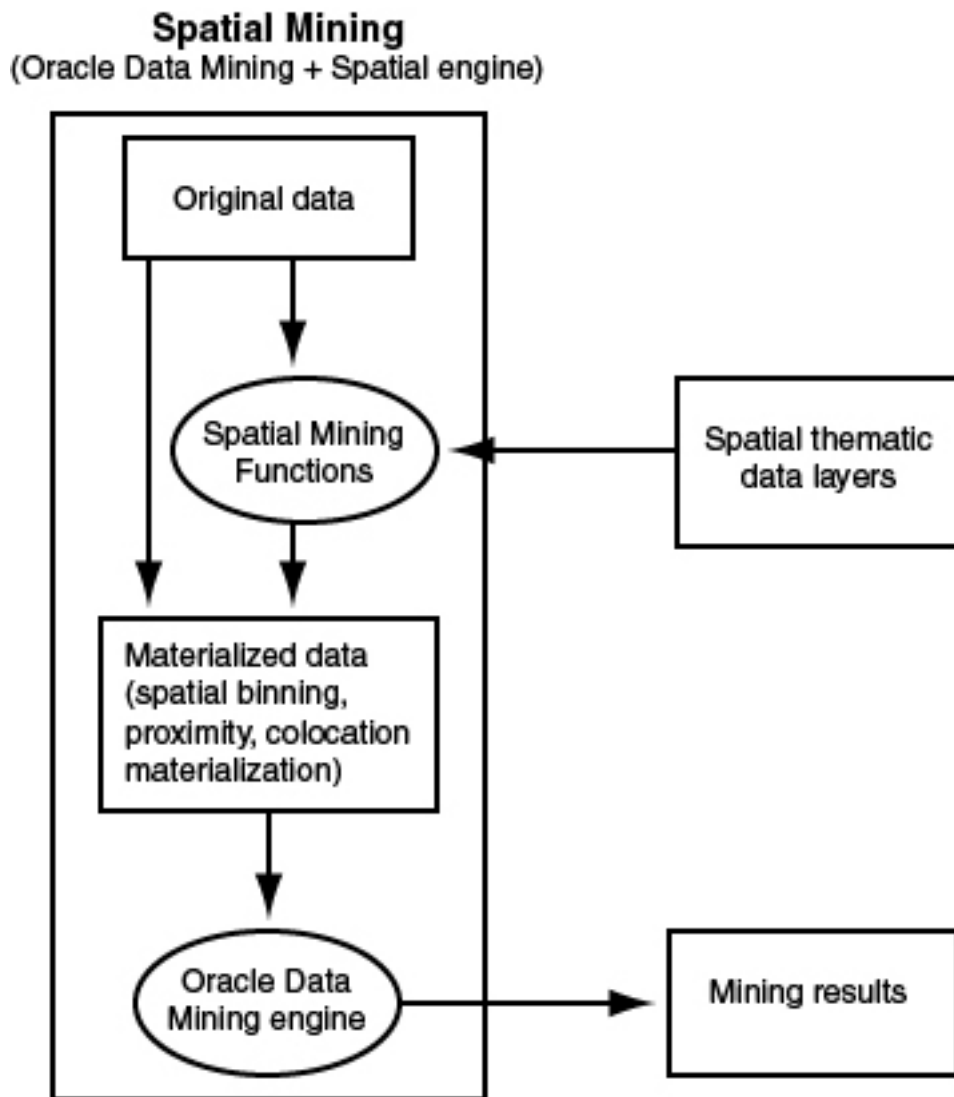 Spatial Mining
(Oracle Data Mining + Spatial engine)
Original data
Spatial Mining
Functions
Spatial thematic
data layers
Materialized data
(spatial binning,
proximity, colocation
materialization)
Oracle Data
Mining engine
Mining results